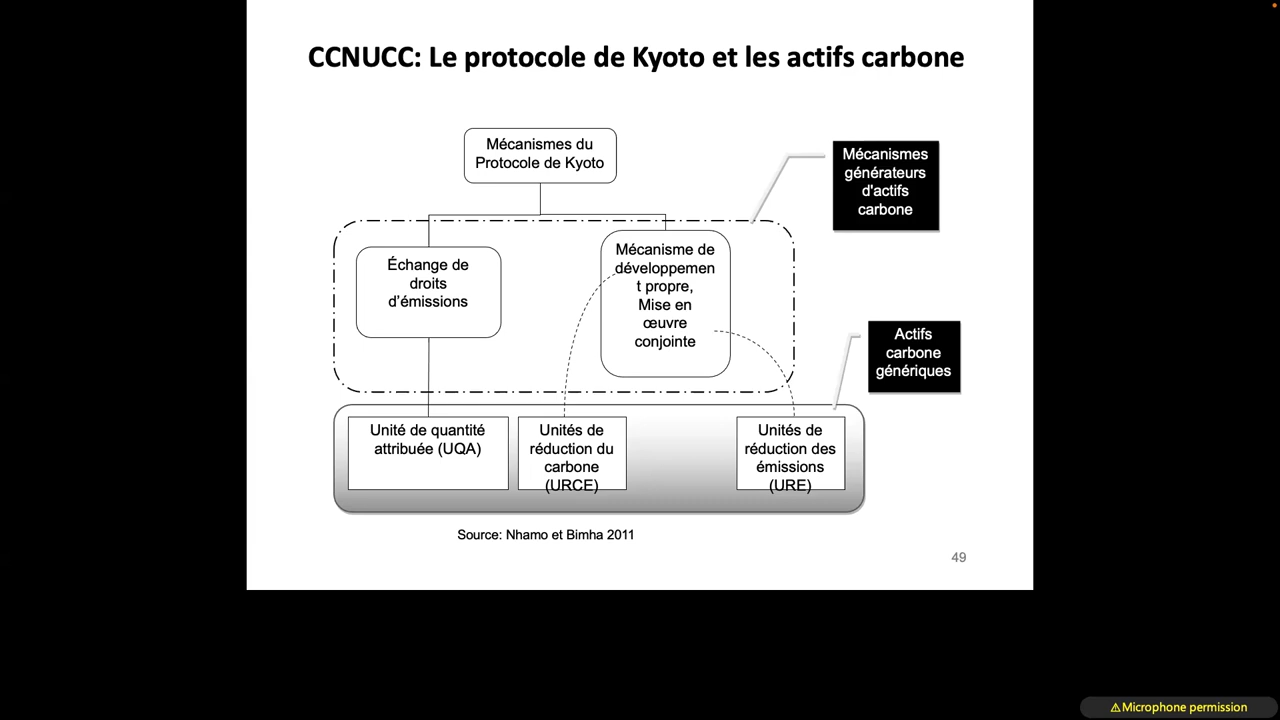 CCNUCC: Le protocole de Kyoto et les actifs carbone
Mécanismes du
Protocole de Kyoto
Mécanismes
générateurs
d'actifs
carbone
Échange de
droits
d’émissions
Mécanisme de
développemen
t propre,
Mise en
œuvre
conjointe
Actifs
carbone
génériques
Unité de quantité
attribuée (UQA)
Unités de
réduction du
carbone
(URCE)
Unités de
réduction des
émissions
(URE)
Source: Nhamo et Bimha 2011
49
⚠Microphone permission